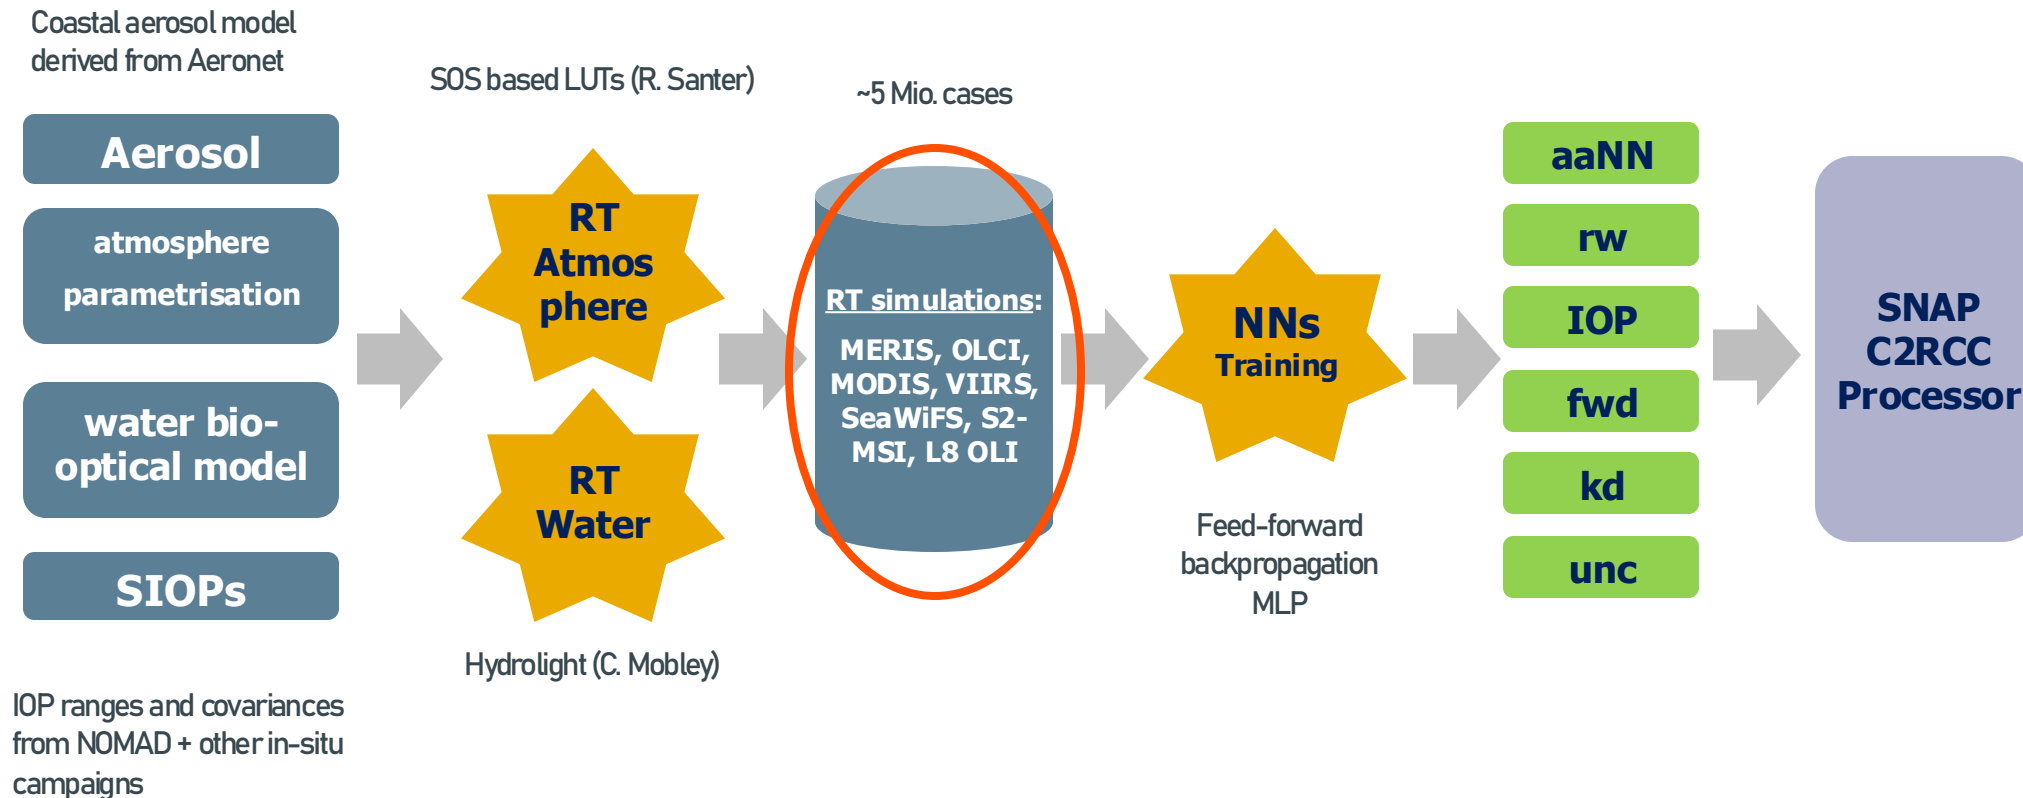 Coastal aerosol model
derived from Aeronet
Aerosol
atmosphere
parametrisation
water bio-
optical model
SIOPs
IOP ranges and covariances
from NOMAD + other in-situ
campaigns
SOS based LUTs (R. Santer)
RT
Atmos
phere
RT
Water
Hydrolight (C. Mobley)
~5 Mio. cases
RT simulations:
MERIS, OLCI,
MODIS, VIIRS,
SeaWiFS, S2-
MSI, L8 OLI
NNs
Training
Feed-forward
backpropagation
MLP
aaNN
rw
IOP
fwd
kd
unc
SNAP
C2RCC
Processor